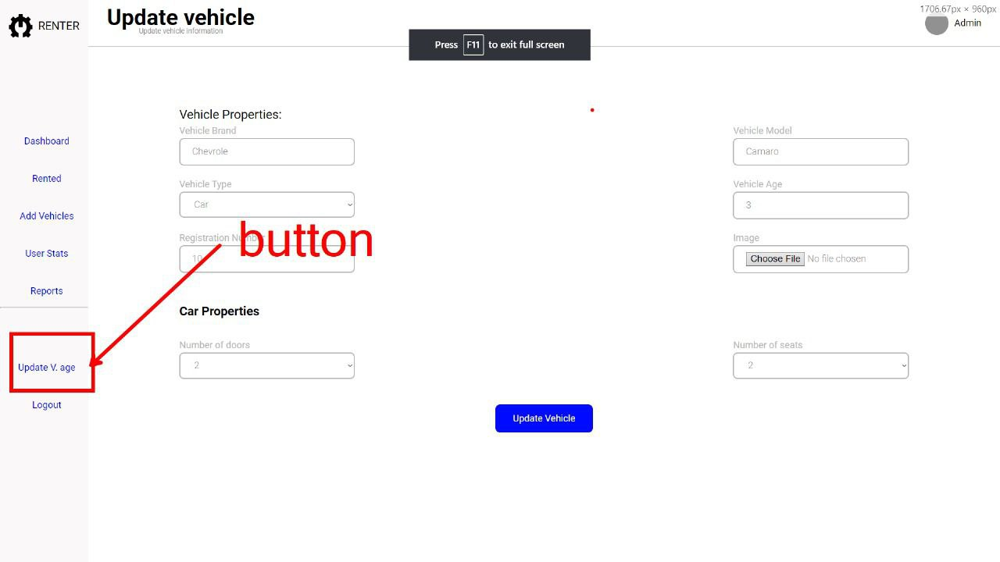 RENTER
Update vehicle
Update vehicle information
1706.67px × 960px
Admin
Press F11 to exit full screen
Dashboard
Rented
Add Vehicles
User Stats
Reports
Update V. age
Logout
Vehicle Properties:
Vehicle Brand
Chevrole
Vehicle Model
Camaro
Vehicle Type
Car
Vehicle Age
3
Registration Number
10
button
Image
Choose File No file chosen
Car Properties
Number of doors
2
Number of seats
2
Update Vehicle